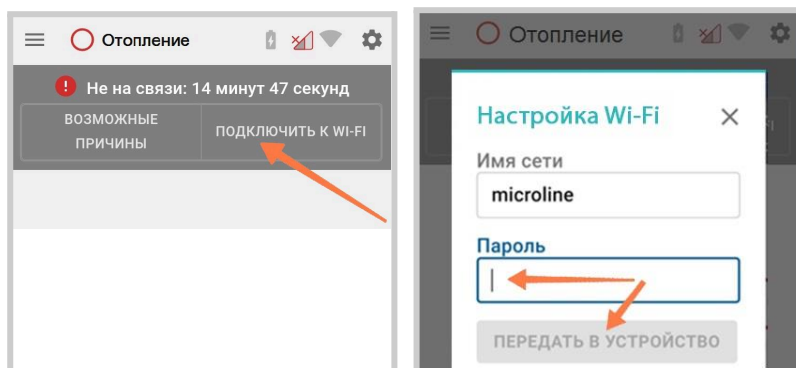 Отопление
Не на связи: 14 минут 47 секунд
ВОЗМОЖНЫЕ
ПРИЧИНЫ
ПОДКЛЮЧИТЬ К WI-FI
Отопление
Настройка Wi-Fi
Имя сети
microline
Пароль
ПЕРЕДАТЬ В УСТРОЙСТВО